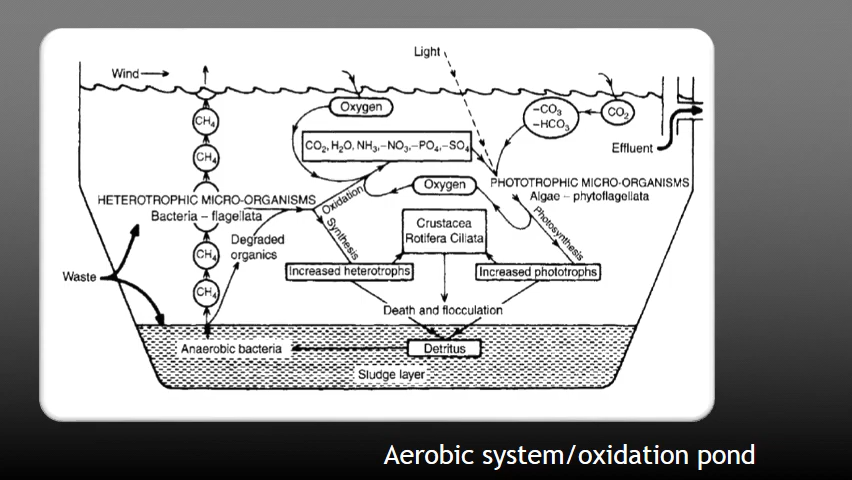 Light
Wind
CH₄
Oxygen
–CO₃
–HCO₃
CO₂
CH₄
CO₂, H₂O, NH₃,–NO₃,–PO₄,–SO₄
Effluent
Oxygen
PHOTOTROPHIC MICRO-ORGANISMS
Algae – phytoflagellata
HETEROTROPHIC MICRO-ORGANISMS
Bacteria – flagellata
Oxidation
Synthesis
Photosynthesis
Crustacea
Rotifera Ciliata
Degraded
organics
CH₄
Waste
Increased heterotrophs
Increased phototrophs
CH₄
Death and flocculation
Anaerobic bacteria
Detritus
Sludge layer
Aerobic system/oxidation pond